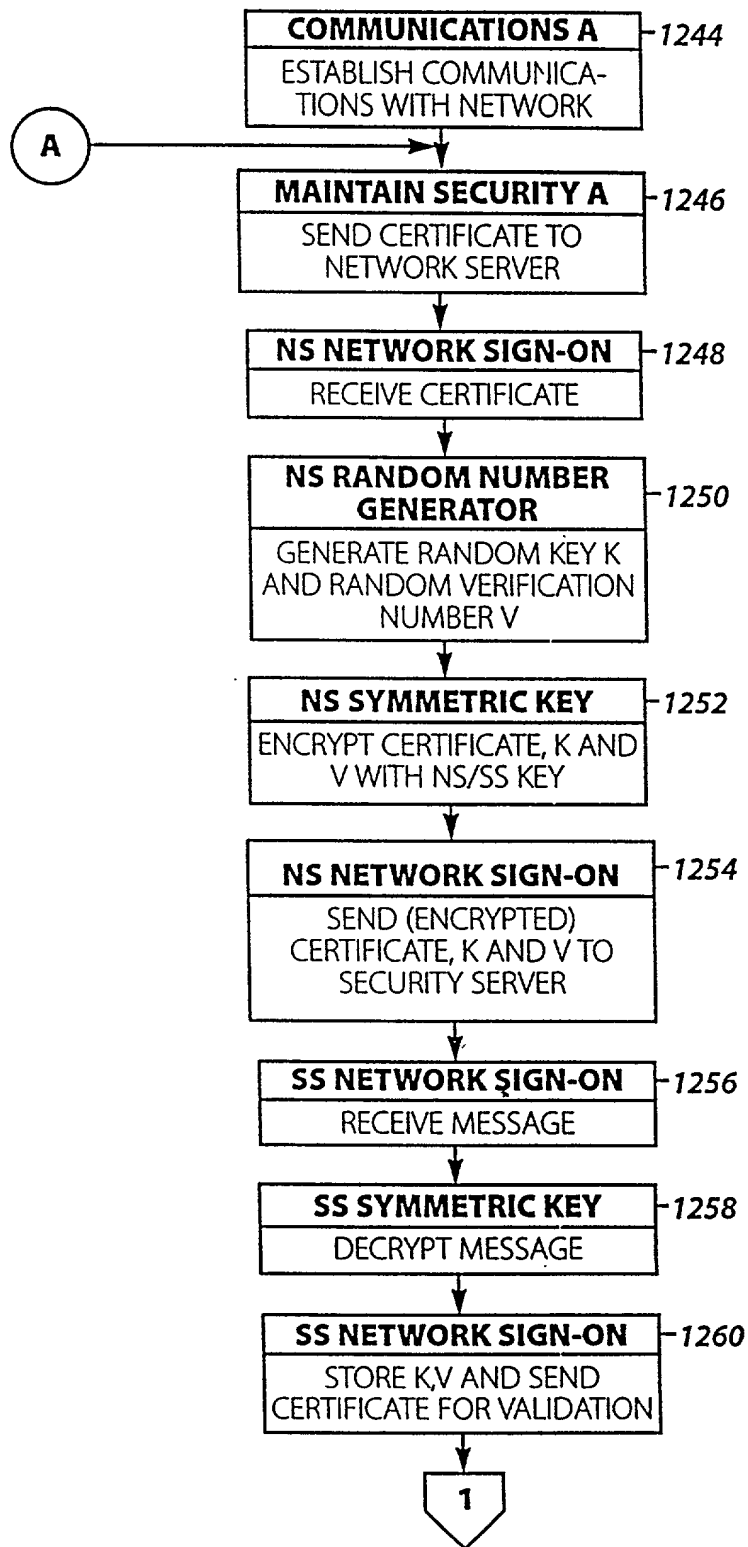 COMMUNICATIONS A
1244
ESTABLISH COMMUNICA-
TIONS WITH NETWORK
A
MAINTAIN SECURITY A
1246
SEND CERTIFICATE TO
NETWORK SERVER
NS NETWORK SIGN-ON
1248
RECEIVE CERTIFICATE
NS RANDOM NUMBER
GENERATOR
1250
GENERATE RANDOM KEY K
AND RANDOM VERIFICATION
NUMBER V
NS SYMMETRIC KEY
1252
ENCRYPT CERTIFICATE, K AND
V WITH NS/SS KEY
NS NETWORK SIGN-ON
1254
SEND (ENCRYPTED)
CERTIFICATE, K AND V TO
SECURITY SERVER
SS NETWORK SIGN-ON
1256
RECEIVE MESSAGE
SS SYMMETRIC KEY
1258
DECRYPT MESSAGE
SS NETWORK SIGN-ON
1260
STORE K,V AND SEND
CERTIFICATE FOR VALIDATION
1